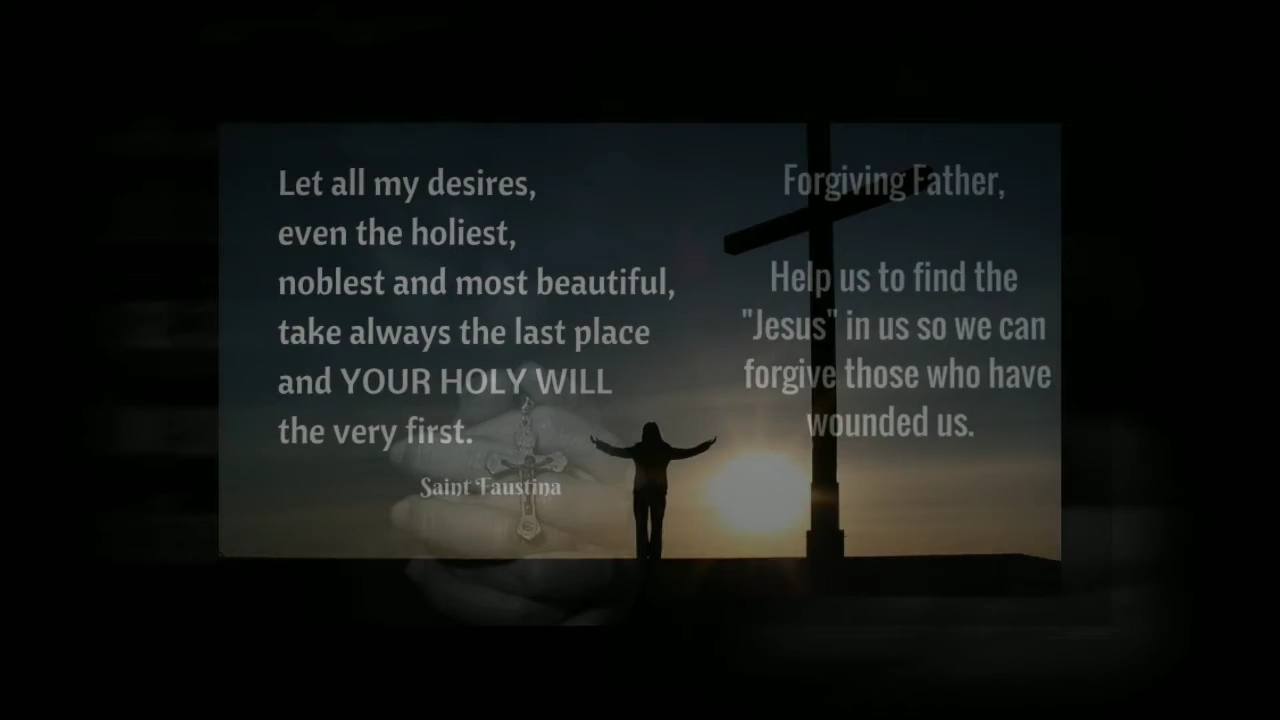 Let all my desires,
even the holiest,
noblest and most beautiful,
take always the last place
and YOUR HOLY WILL
the very first.
Saint Faustina
Forgiving Father,
Help us to find the
"Jesus" in us so we can
forgive those who have
wounded us.